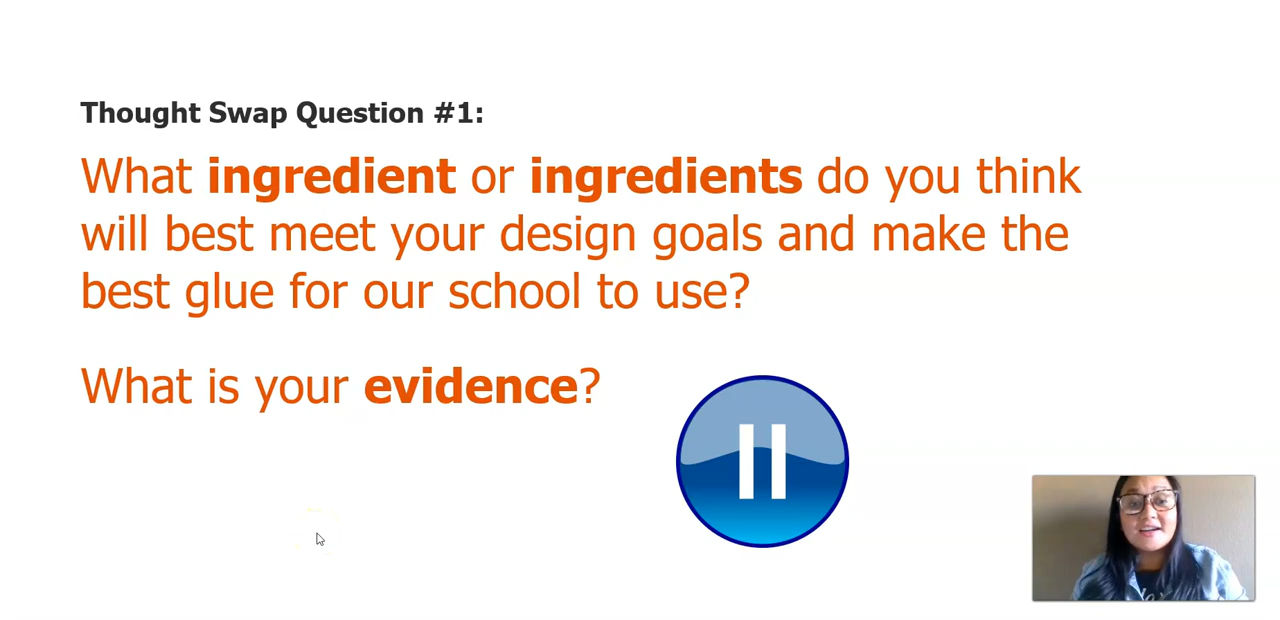 Thought Swap Question #1:
What ingredient or ingredients do you think
will best meet your design goals and make the
best glue for our school to use?
What is your evidence?